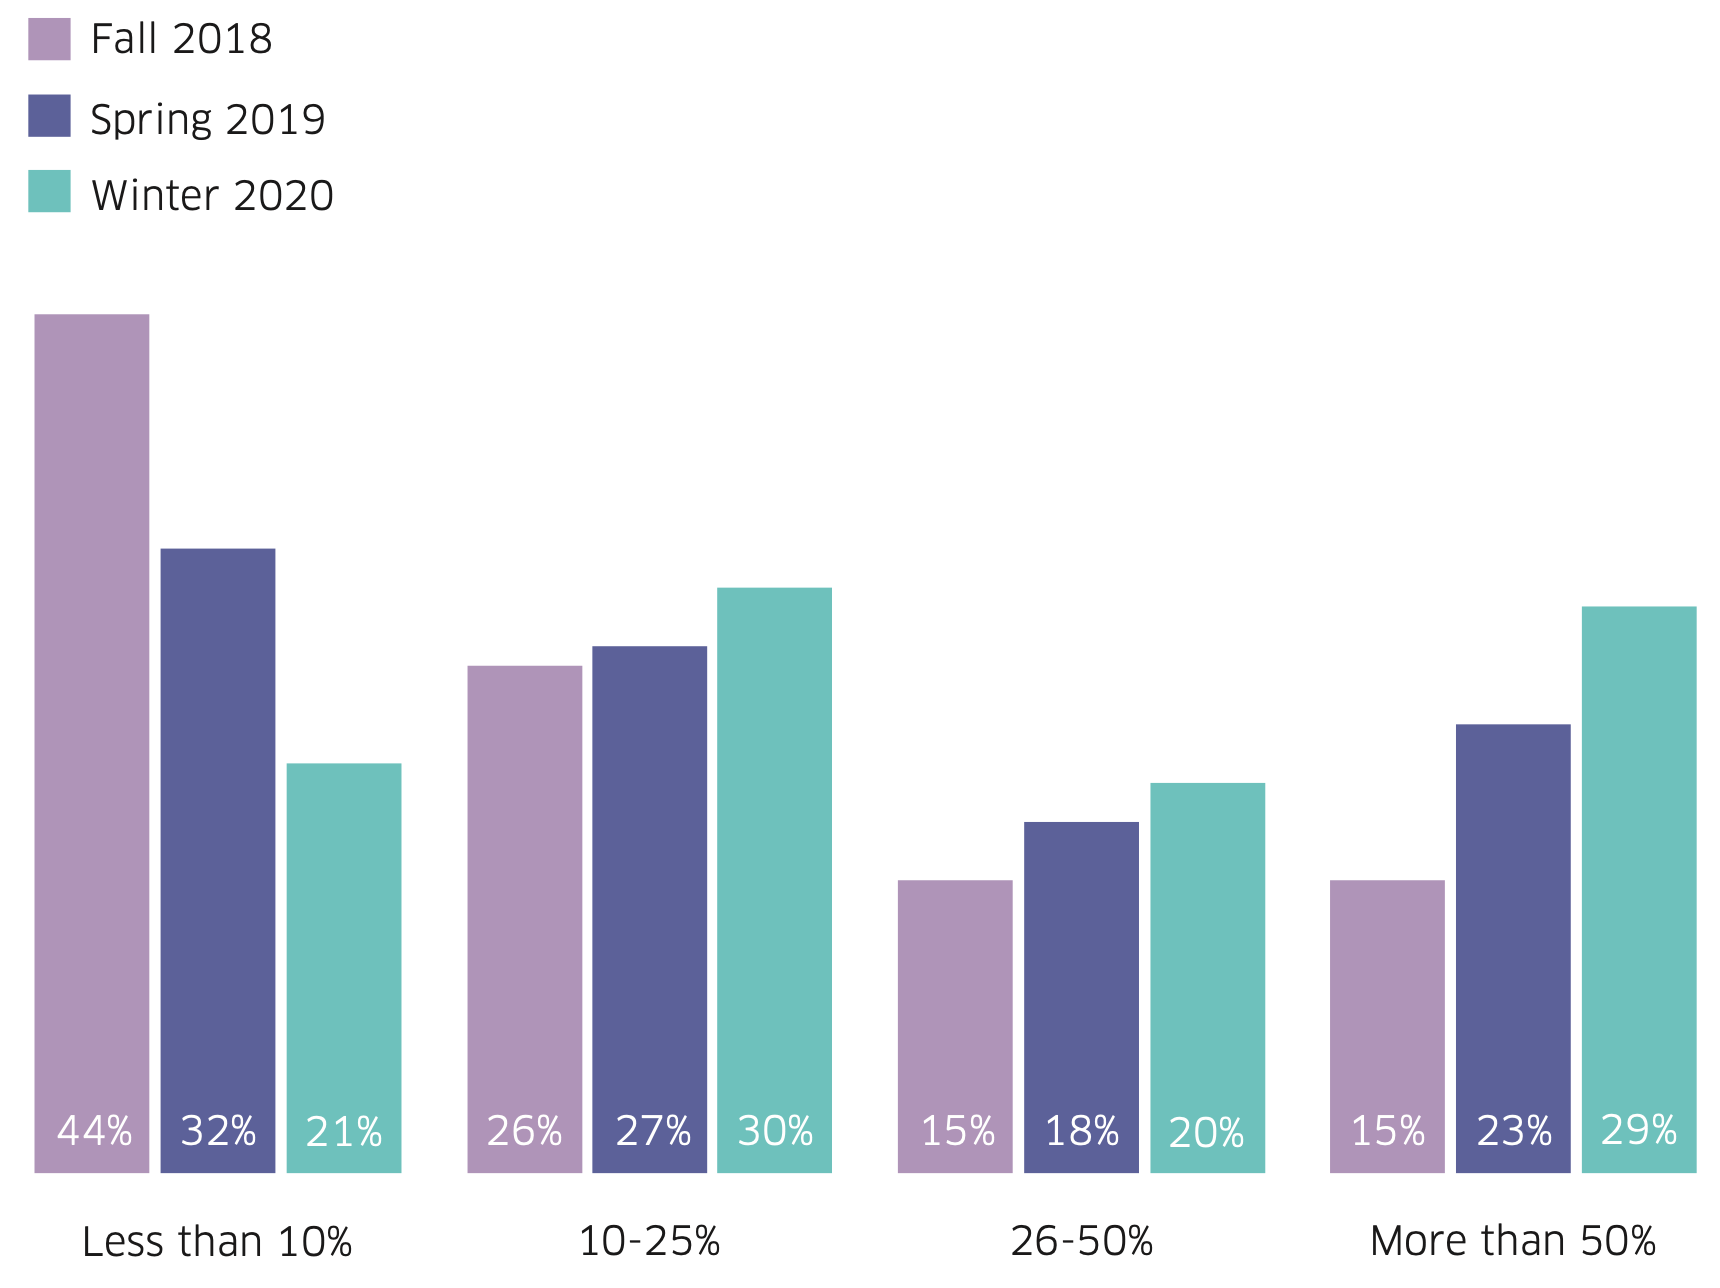 Fall 2018
Spring 2019
Winter 2020
44% 32% 21% 26% 27% 30% 15% 18% 20% 15% 23% 29%
Less than 10% 10-25% 26-50% More than 50%